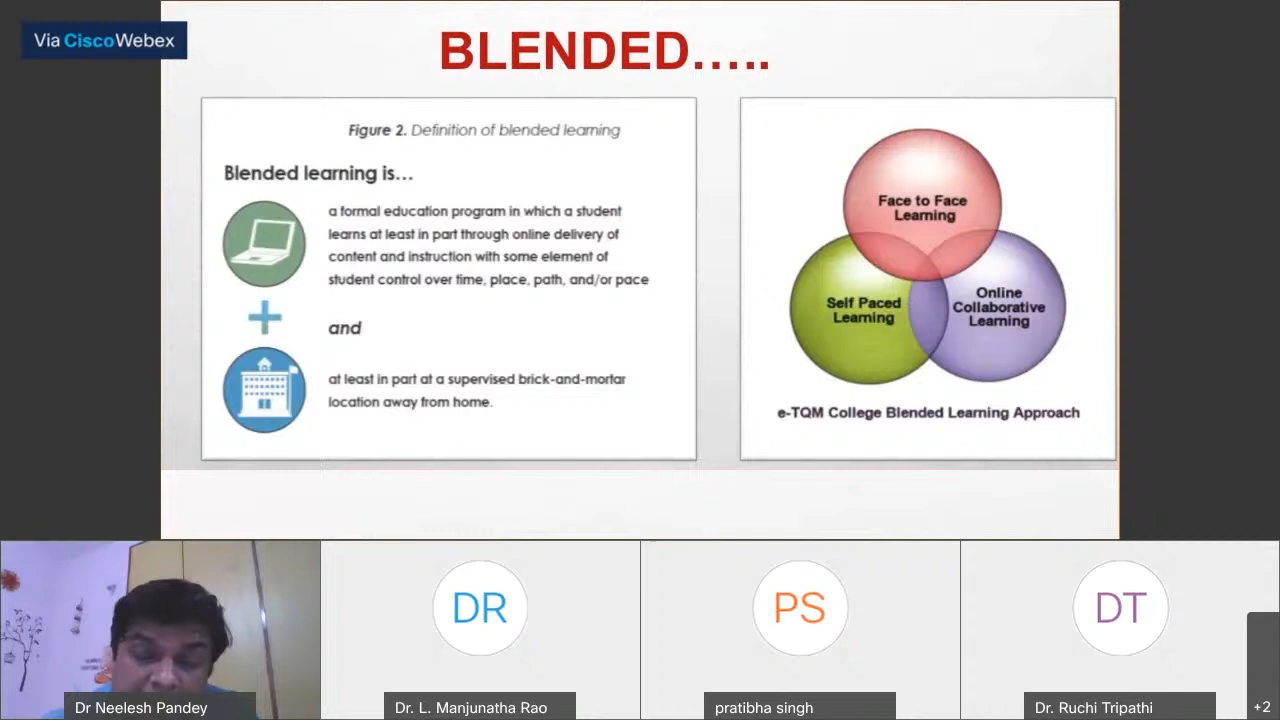 Via Cisco Webex
BLENDED.....
Figure 2. Definition of blended learning
Blended learning is...
a formal education program in which a student
learns at least in part through online delivery of
content and instruction with some element of
student control over time, place, path, and/or pace
and
at least in part at a supervised brick-and-mortar
location away from home.
Face to Face
Learning
Self Paced
Learning
Online
Collaborative
Learning
e-TQM College Blended Learning Approach
DR
PS
DT
Dr Neelesh Pandey
Dr. L. Manjunatha Rao
pratibha singh
Dr. Ruchi Tripathi
+2